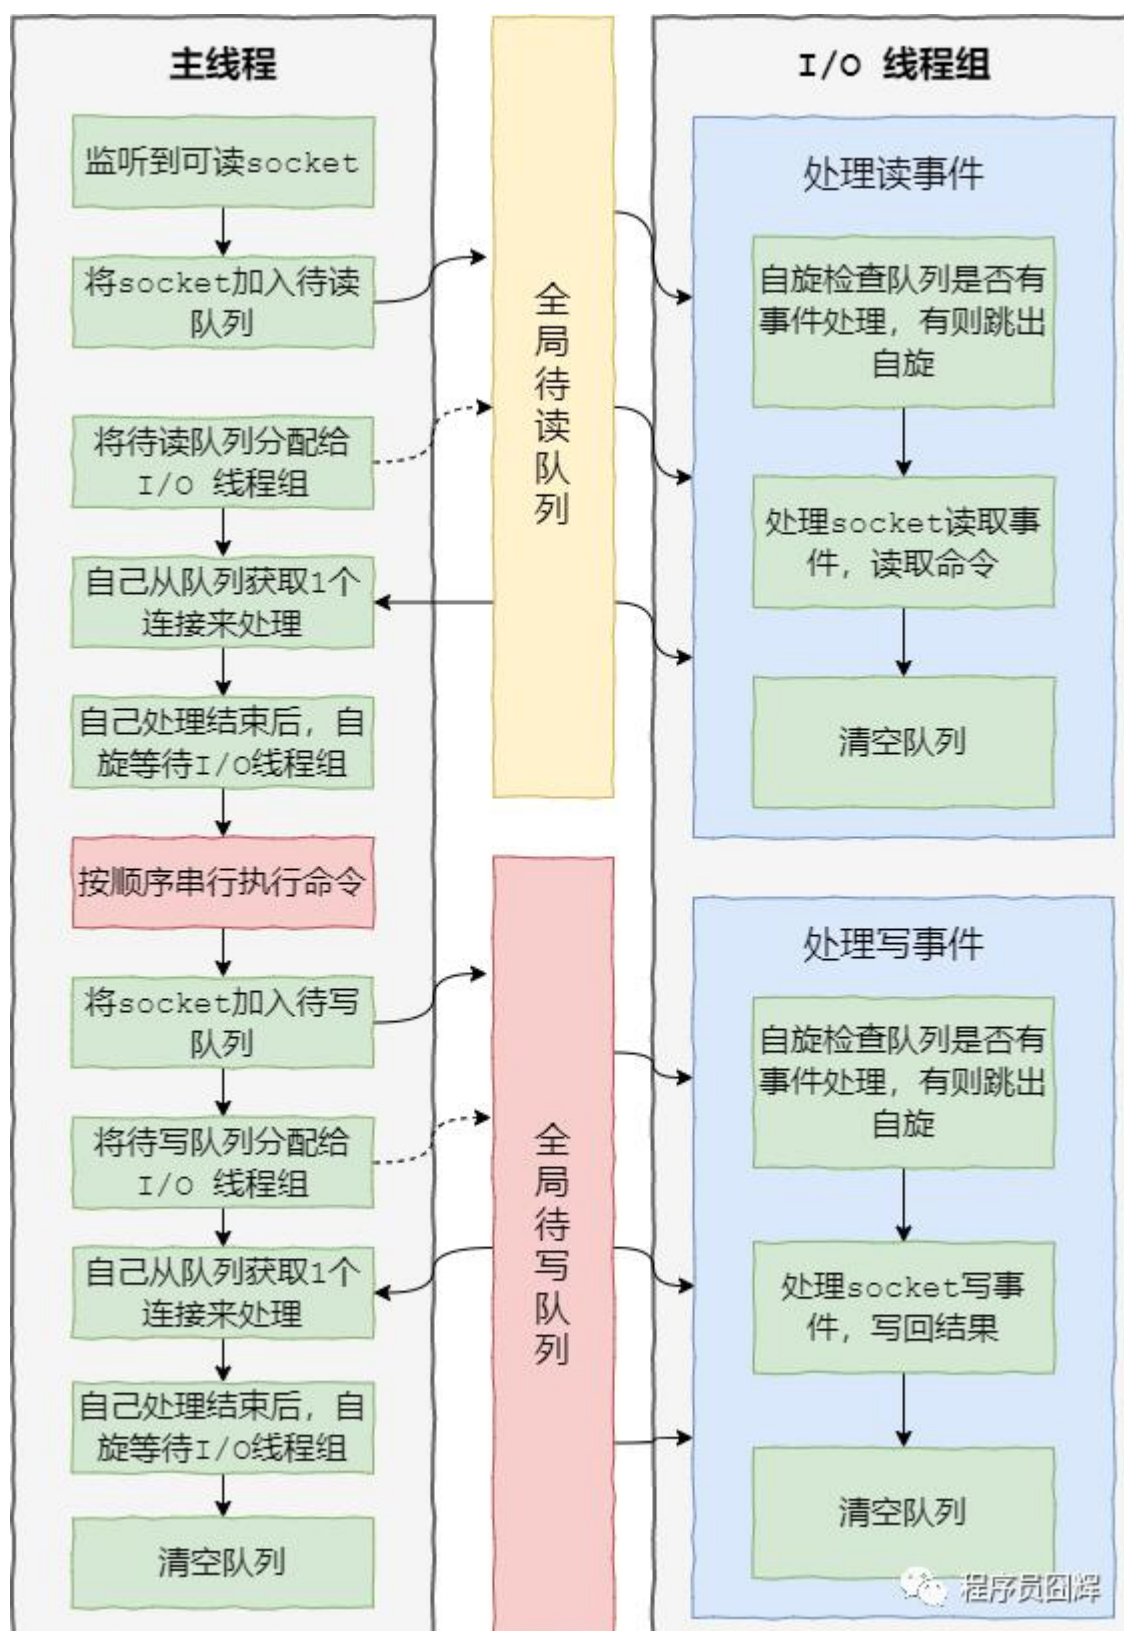 主线程
监听到可读socket
将socket加入待读
队列
将待读队列分配给
I/O 线程组
自己从队列获取1个
连接来处理
自己处理结束后，自
旋等待I/O线程组
按顺序串行执行命令
将socket加入待写
队列
将待写队列分配给
I/O 线程组
自己从队列获取1个
连接来处理
自己处理结束后，自
旋等待I/O线程组
清空队列
全局待读队列
全局待写队列
I/O 线程组
处理读事件
自旋检查队列是否有
事件处理，有则跳出
自旋
处理socket读取事
件，读取命令
清空队列
处理写事件
自旋检查队列是否有
事件处理，有则跳出
自旋
处理socket写事
件，写回结果
清空队列
程序员囧辉